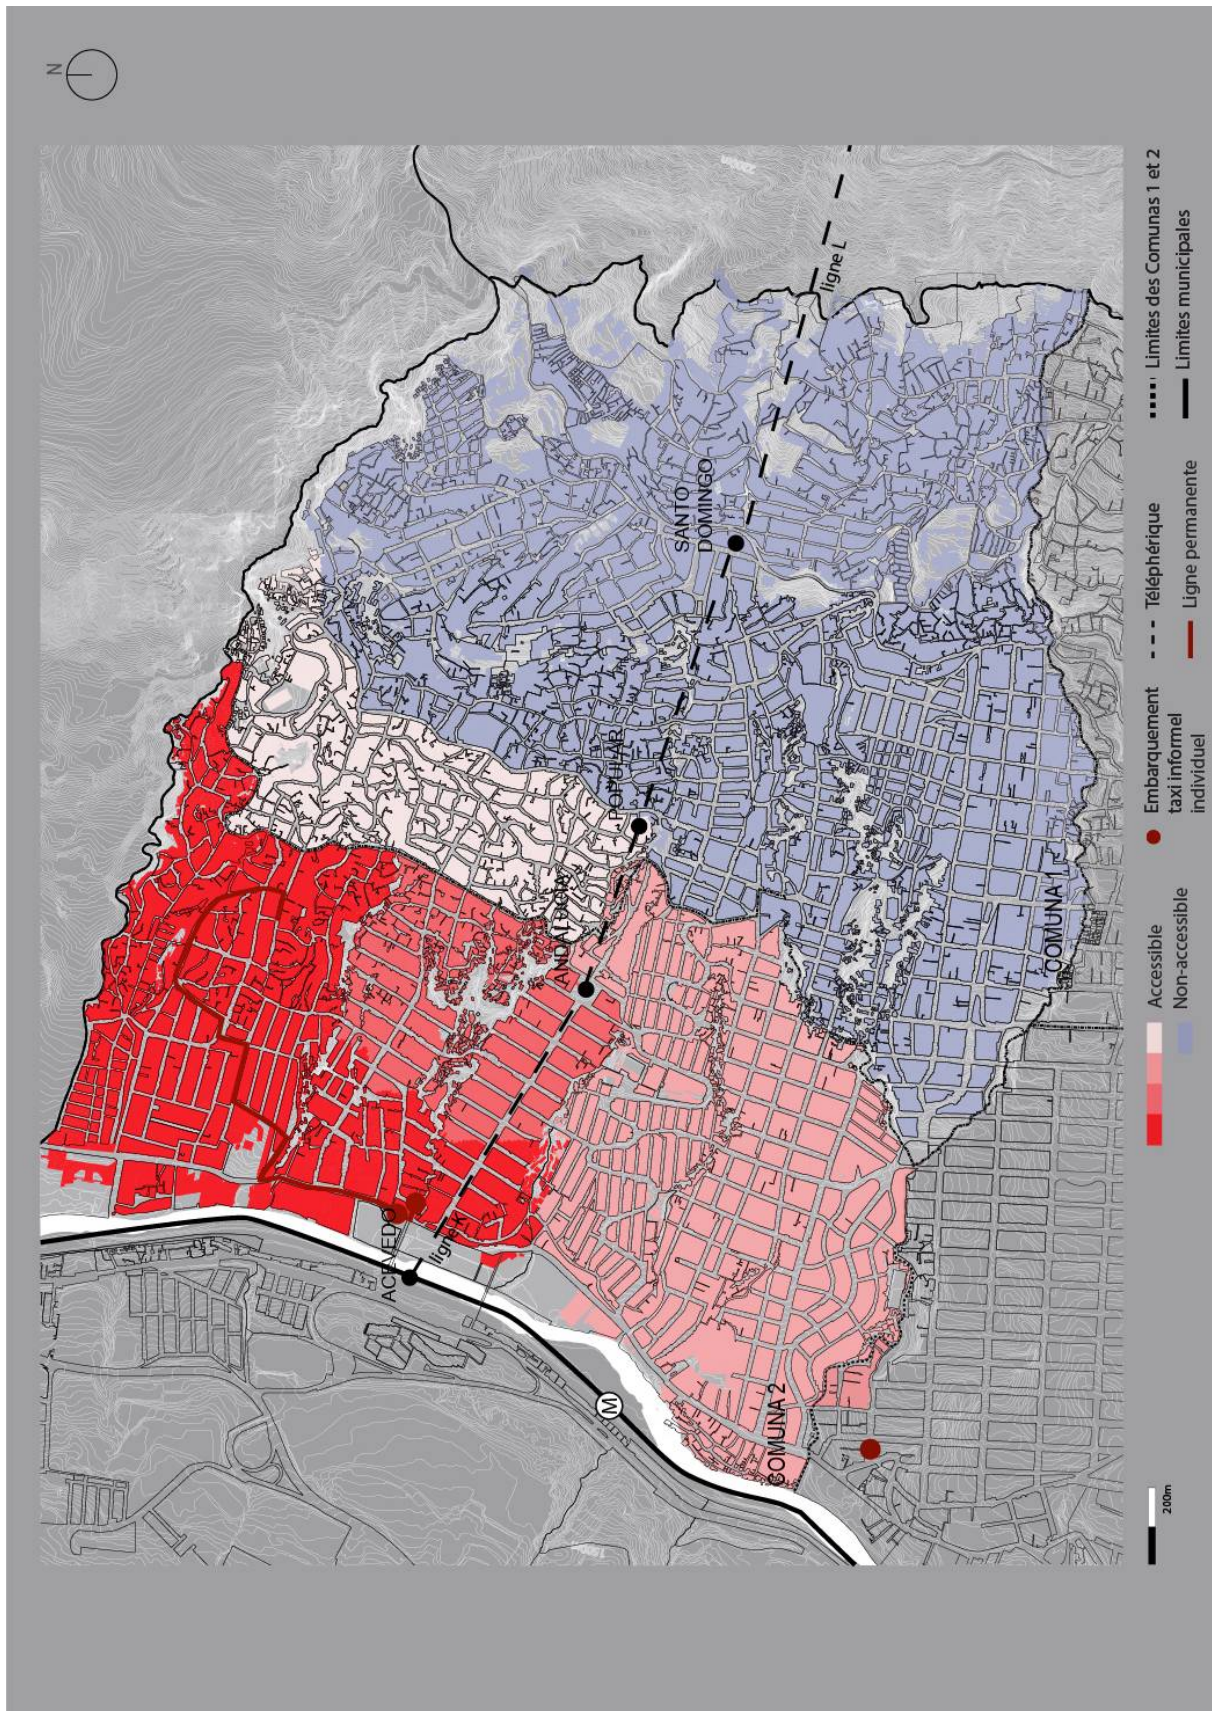 N
ligne L
SANTO
DOMINGO
POPULAR
ANDALUCIA
ACEVEDO
ligne K
M
COMUNA 1
COMUNA 2
200m
Accessible
Non-accessible
Embarquement
taxi informel
individuel
Téléphérique
Ligne permanente
Limites des Comunas 1 et 2
Limites municipales